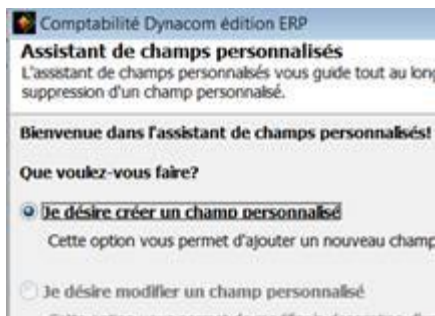 Comptabilité Dynacom édition ERP
Assistant de champs personnalisés
L'assistant de champs personnalisés vous guide tout au long
suppression d'un champ personnalisé.
Bienvenue dans l'assistant de champs personnalisés!
Que voulez-vous faire?
Je désire créer un champ personnalisé
Cette option vous permet d'ajouter un nouveau champ
Je désire modifier un champ personnalisé